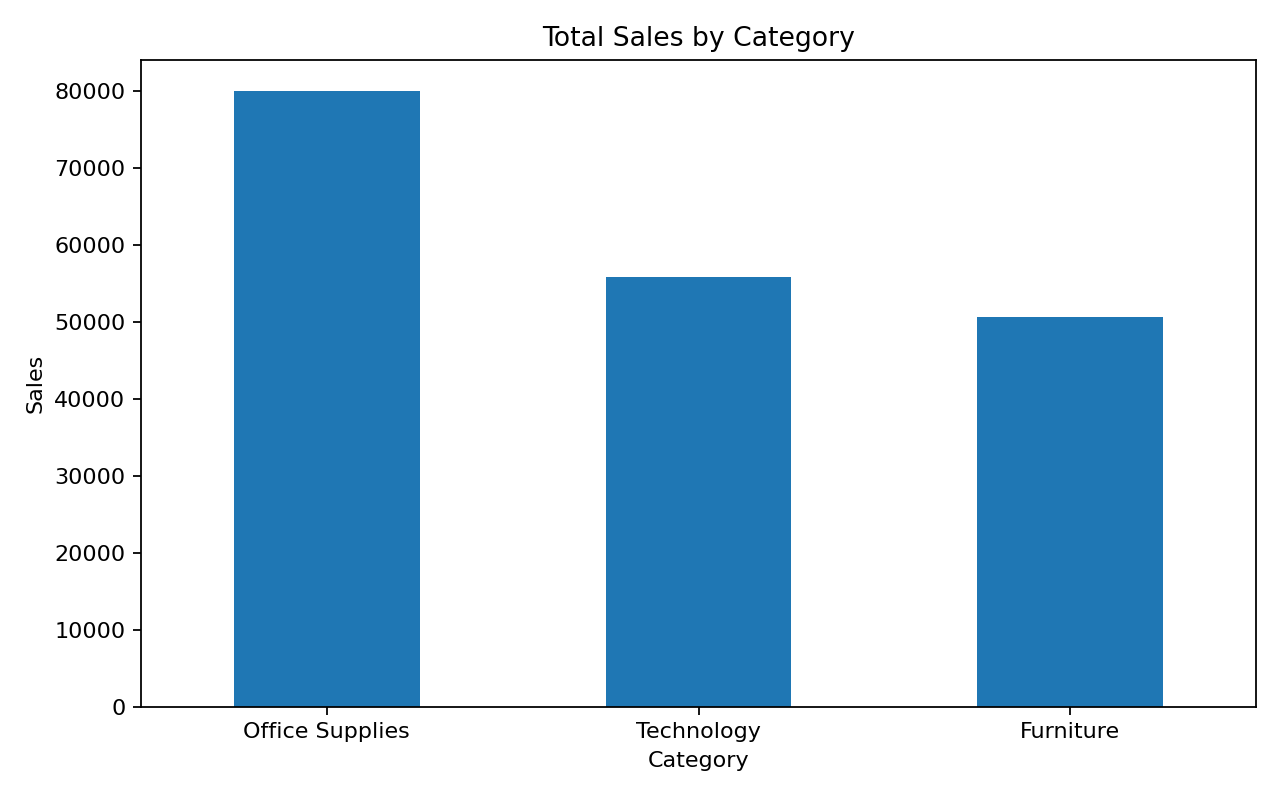 Total Sales by Category
80000
70000
60000
50000
40000
30000
20000
10000
0
Sales
Office Supplies Technology Furniture
Category